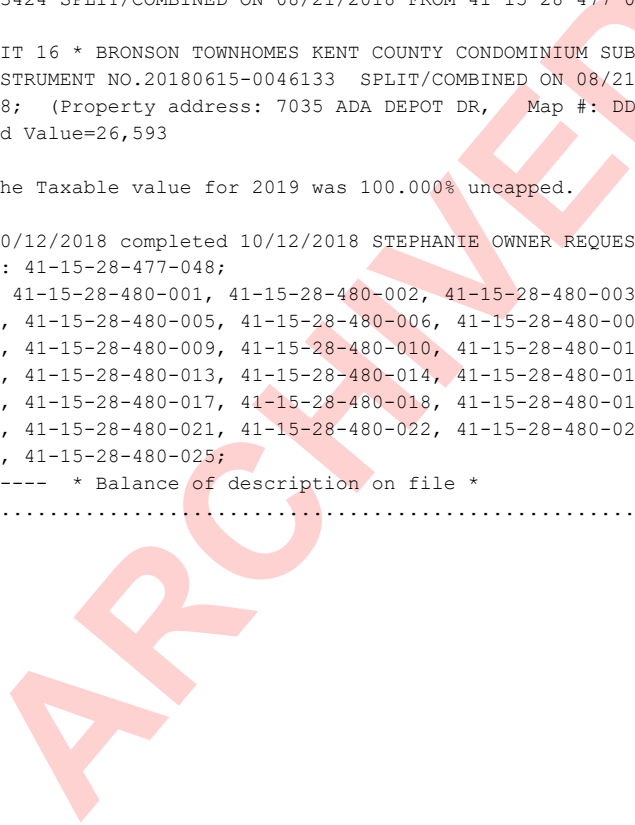 3424 SPLIT/COMBINED ON 08/21/2018 FROM 41-15-28-477-0
IT 16 * BRONSON TOWNHOMES KENT COUNTY CONDOMINIUM SUB
STRUMENT NO.20180615-0046133 SPLIT/COMBINED ON 08/21
8; (Property address: 7035 ADA DEPOT DR, Map #: DD
d Value=26,593
he Taxable value for 2019 was 100.000% uncapped.
0/12/2018 completed 10/12/2018 STEPHANIE OWNER REQUES
: 41-15-28-477-048;
41-15-28-480-001, 41-15-28-480-002, 41-15-28-480-003
, 41-15-28-480-005, 41-15-28-480-006, 41-15-28-480-00
, 41-15-28-480-009, 41-15-28-480-010, 41-15-28-480-01
, 41-15-28-480-013, 41-15-28-480-014, 41-15-28-480-01
, 41-15-28-480-017, 41-15-28-480-018, 41-15-28-480-01
, 41-15-28-480-021, 41-15-28-480-022, 41-15-28-480-02
, 41-15-28-480-025;
---- * Balance of description on file *
....................................................
ARCHIVED